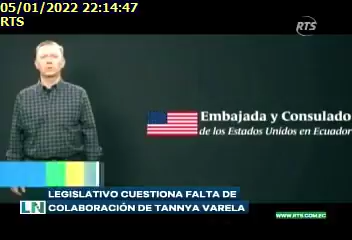 05/01/2022 22:14:47
RTS
RTS
Embajada y Consulado
de los Estados Unidos en Ecuador
LEGISLATIVO CUESTIONA FALTA DE
COLABORACIÓN DE TANNYA VARELA
LN
WWW.RTS.COM.EC